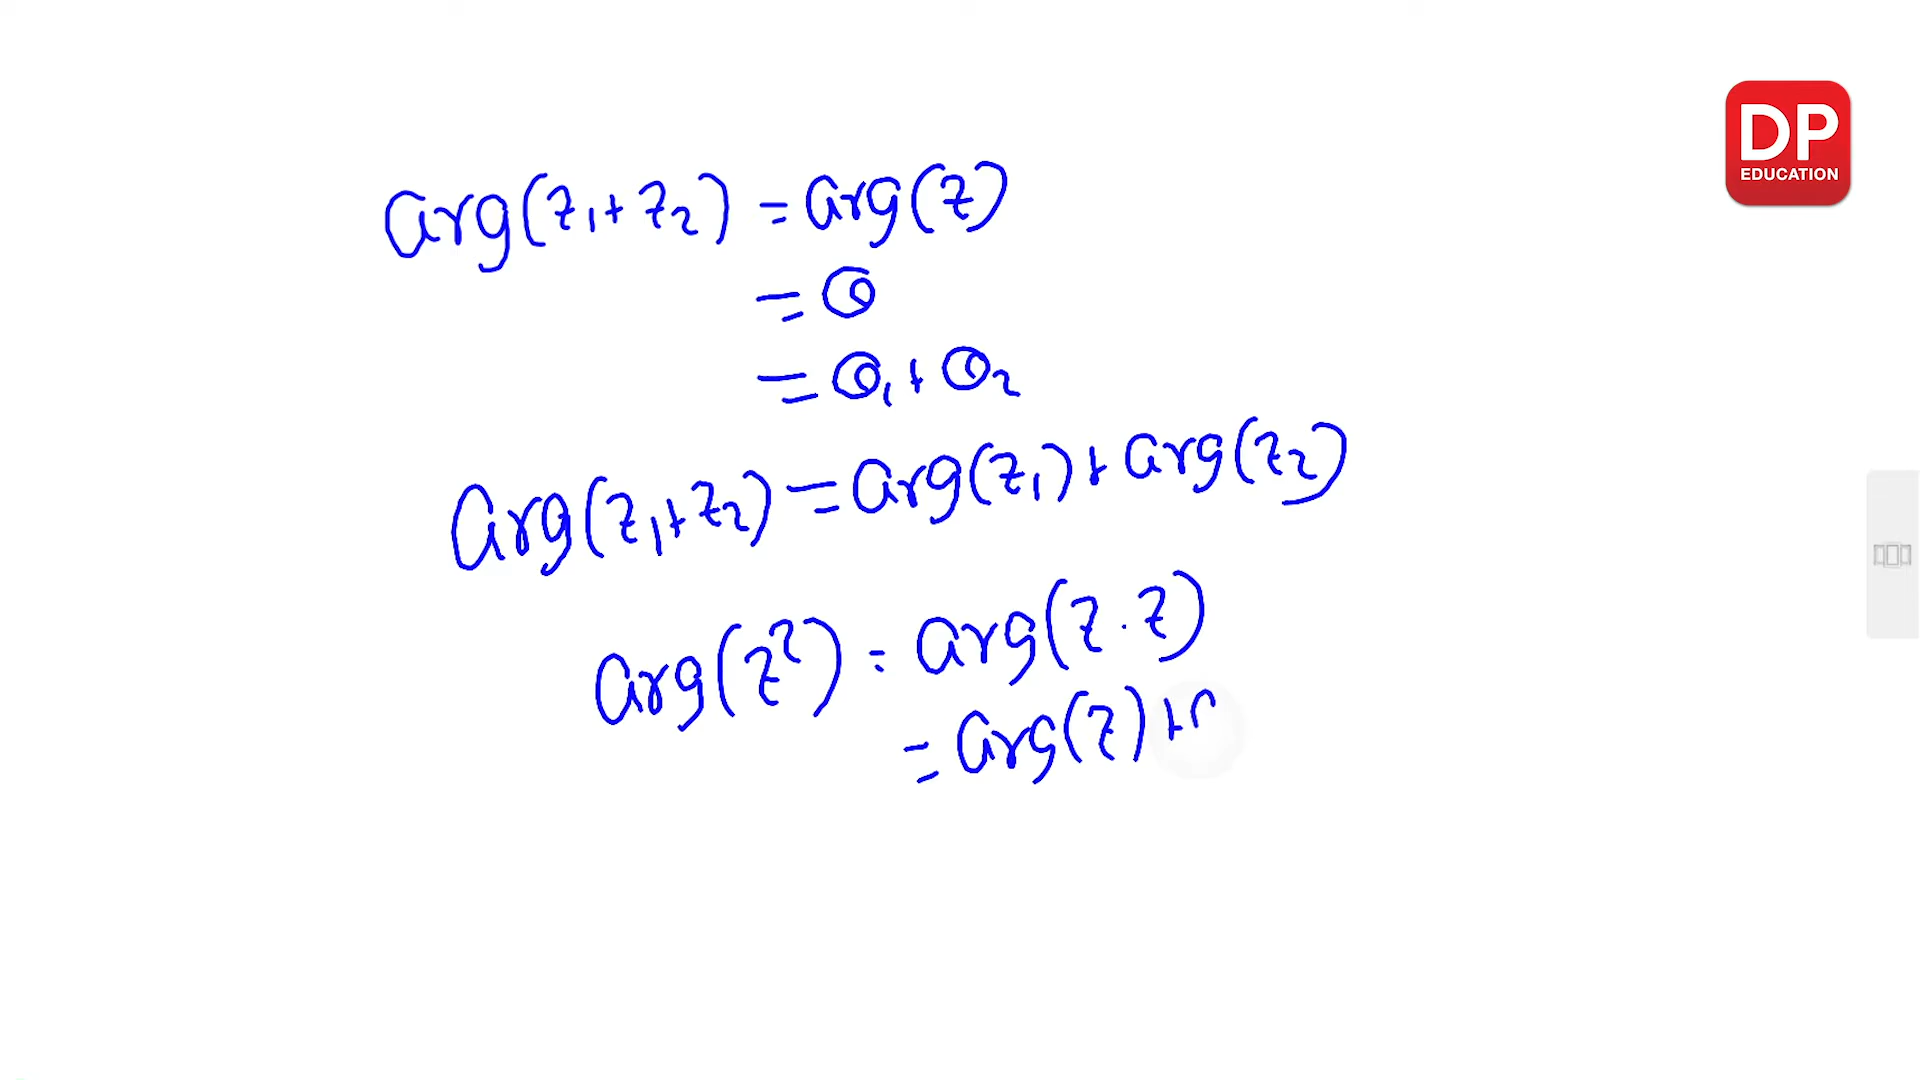 DP
EDUCATION
arg(z₁+z₂) = arg(z)
= θ
= θ₁+θ₂
arg(z₁+z₂) = arg(z₁)+arg(z₂)
arg(z²) = arg(z.z)
= arg(z)+